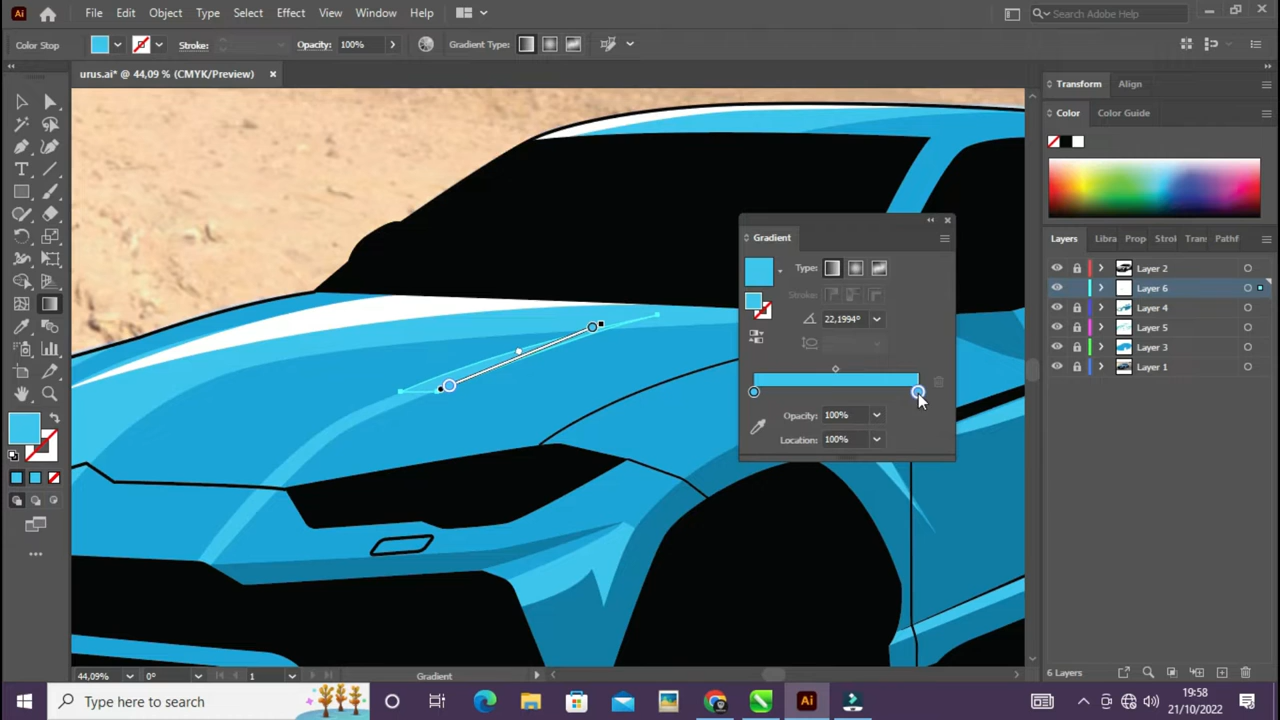 Ai File Edit Object Type Select Effect View Window Help Search Adobe Help
Color Stop Stroke: Opacity: 100% Gradient Type:
urus.ai* @ 44,09 % (CMYK/Preview) Transform Align
Color Color Guide
Gradient
Type:
Stroke:
22,1994°
Opacity: 100%
Location: 100%
Layers Libra Prop Strol Trans Pathf
Layer 2
Layer 6
Layer 4
Layer 5
Layer 3
Layer 1
44,09% 0° 1 Gradient 6 Layers
Type here to search Ai 19:58
21/10/2022